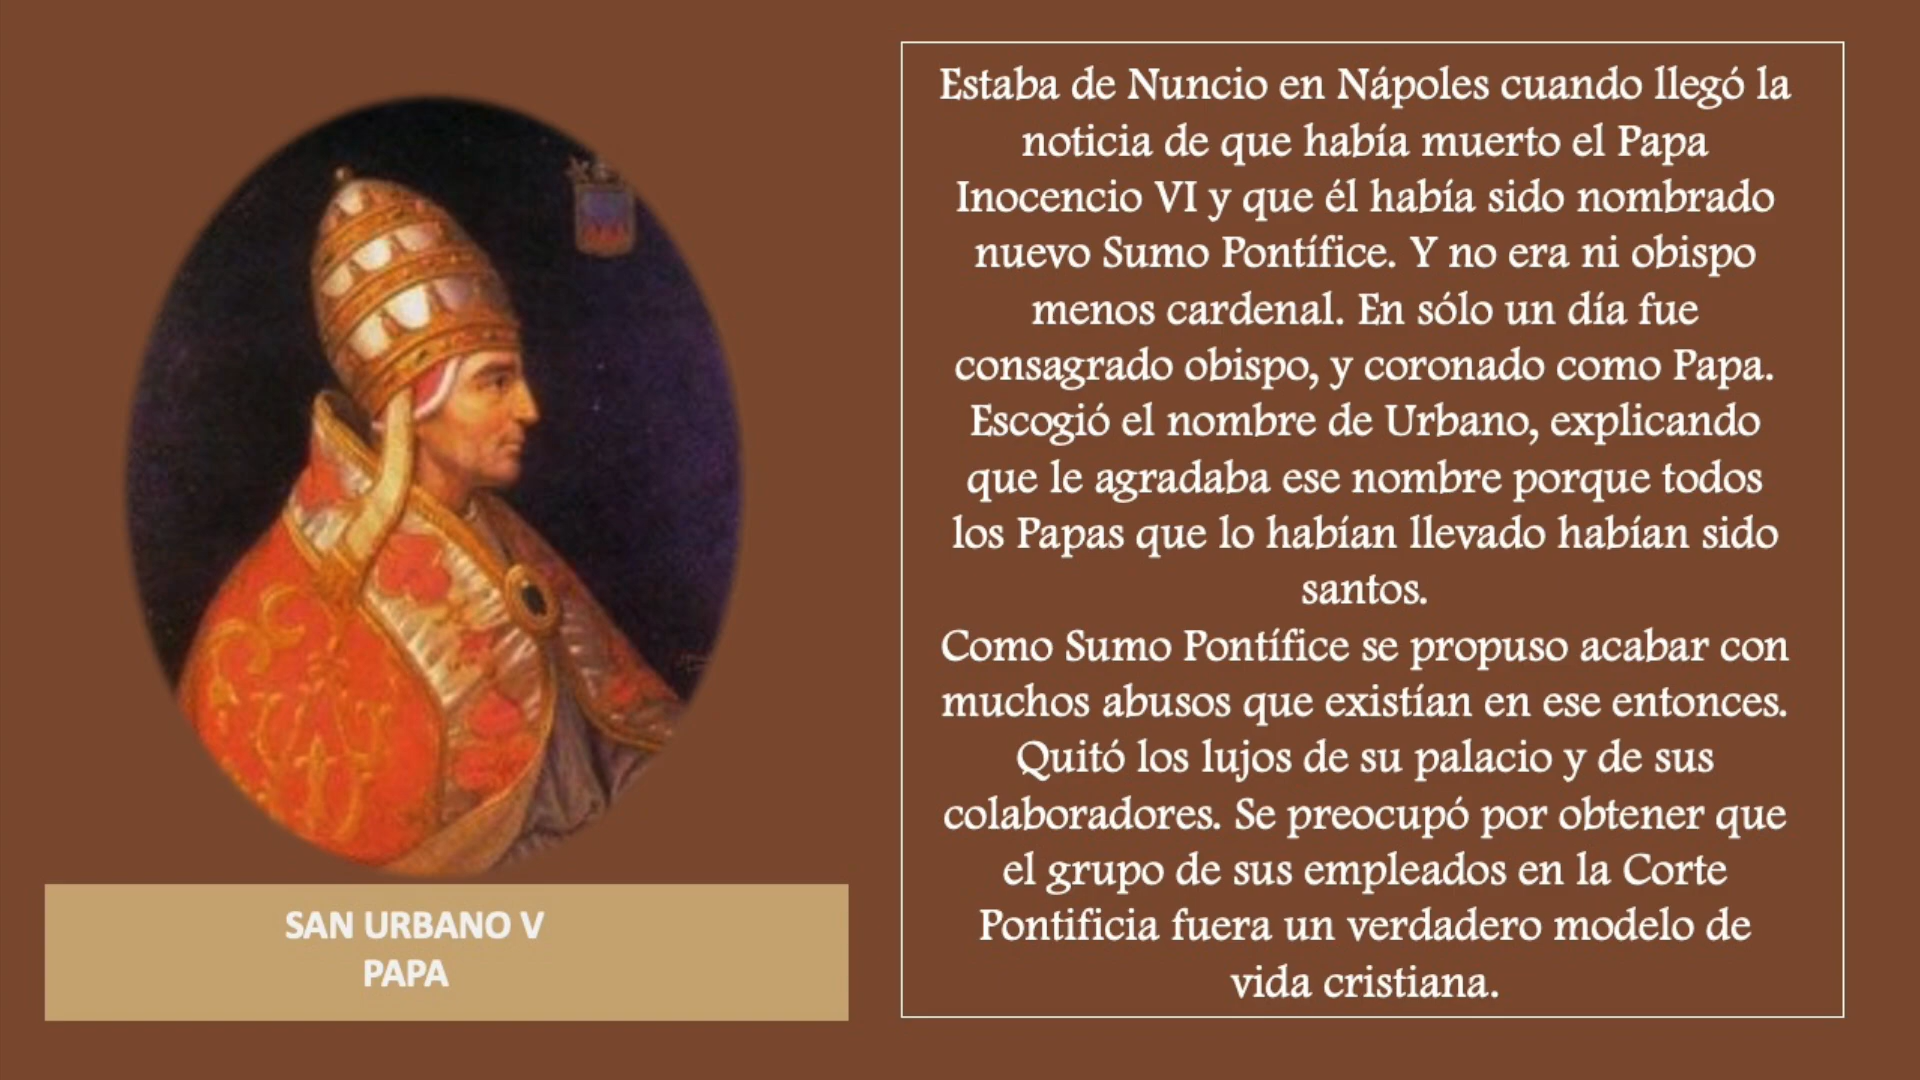 Estaba de Nuncio en Nápoles cuando llegó la
noticia de que había muerto el Papa
Inocencio VI y que él había sido nombrado
nuevo Sumo Pontífice. Y no era ni obispo
menos cardenal. En sólo un día fue
consagrado obispo, y coronado como Papa.
Escogió el nombre de Urbano, explicando
que le agradaba ese nombre porque todos
los Papas que lo habían llevado habían sido
santos.
Como Sumo Pontífice se propuso acabar con
muchos abusos que existían en ese entonces.
Quitó los lujos de su palacio y de sus
colaboradores. Se preocupó por obtener que
el grupo de sus empleados en la Corte
Pontificia fuera un verdadero modelo de
vida cristiana.
SAN URBANO V
PAPA